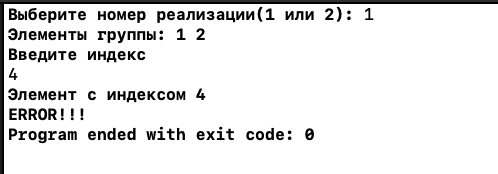 Выберите номер реализации(1 или 2): 1
Элементы группы: 1 2
Введите индекс
4
Элемент с индексом 4
ERROR!!!
Program ended with exit code: 0